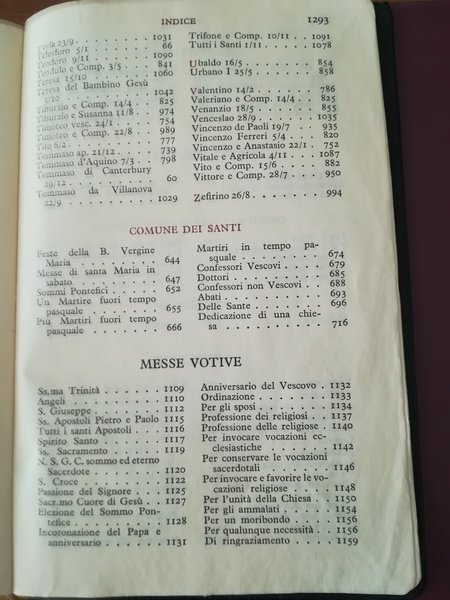 INDICE 1293
Tecla 23/9 . . . . . . . 1031
Telesforo 5/1 . . . . . . 66
Teodoro 9/11 . . . . . . 1090
Teodulo e Comp. 3/5 . . . 841
Teresa 15/10 . . . . . . 1060
Teresa del Bambino Gesù
3/10 . . . . . . . . . 1042
Tiburzio e Comp. 14/4 . . 825
Tiburzio e Susanna 11/8 . . 974
Timoteo vesc. 24/1 . . . . 754
Timoteo e Comp. 22/8 . . 989
Tito 6/2 . . . . . . . . 777
Tommaso ap. 21/12 . . . . 739
Tommaso d'Aquino 7/3 . . 798
Tommaso di Canterbury
29/12 . . . . . . . . 60
Tommaso da Villanova
22/9 . . . . . . . . . 1029
Trifone e Comp. 10/11 . . 1091
Tutti i Santi 1/11 . . . . 1078
Ubaldo 16/5 . . . . . . 854
Urbano I 25/5 . . . . . . 858
Valentino 14/2 . . . . . 786
Valeriano e Comp. 14/4 . . 825
Venanzio 18/5 . . . . . . 855
Venceslao 28/9 . . . . . 1035
Vincenzo de Paoli 19/7 . . 935
Vincenzo Ferreri 5/4 . . . 820
Vincenzo e Anastasio 22/1 . 751
Vitale e Agricola 4/11 . . 1087
Vito e Comp. 15/6 . . . . 882
Vittore e Comp. 28/7 . . . 950
Zefirino 26/8 . . . . . . 994
COMUNE DEI SANTI
Feste della B. Vergine
Maria . . . . . . . . 644
Messe di santa Maria in
sabato . . . . . . . . 647
Sommi Pontefici . . . . . 652
Un Martire fuori tempo
pasquale . . . . . . . 655
Più Martiri fuori tempo
pasquale . . . . . . . 666
Martiri in tempo pa-
squale . . . . . . . . 674
Confessori Vescovi . . . . 679
Dottori . . . . . . . . 685
Confessori non Vescovi . . 688
Abati . . . . . . . . . 693
Delle Sante . . . . . . . 696
Dedicazione di una chie-
sa . . . . . . . . . . 716
MESSE VOTIVE
Ss.ma Trinità . . . . . . 1109
Angeli . . . . . . . . . 1110
S. Giuseppe . . . . . . . 1112
Ss. Apostoli Pietro e Paolo 1115
Tutti i santi Apostoli . . . 1116
Spirito Santo . . . . . . 1117
Ss. Sacramento . . . . . 1119
N. S. G. C. sommo ed eterno
Sacerdote . . . . . . . 1120
S. Croce . . . . . . . . 1122
Passione del Signore . . . 1125
Sacr.mo Cuore di Gesù . . 1127
Elezione del Sommo Pon-
tefice . . . . . . . . 1128
Incoronazione del Papa e
anniversario . . . . . . 1131
Anniversario del Vescovo . 1132
Ordinazione . . . . . . . 1133
Per gli sposi . . . . . . 1134
Professione dei religiosi . . 1137
Professione delle religiose . 1140
Per invocare vocazioni ec-
clesiastiche . . . . . . 1142
Per conservare le vocazioni
sacerdotali . . . . . . 1146
Per invocare e favorire le vo-
cazioni religiose . . . . 1148
Per l'unità della Chiesa . . 1150
Per gli ammalati . . . . . 1154
Per un moribondo . . . . 1156
Per qualunque necessità . . 1156
Di ringraziamento . . . . 1159